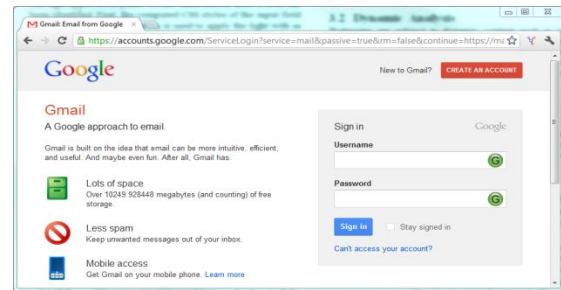 3.2 Dynamic Analysis
Gmail: Email from Google
https://accounts.google.com/ServiceLogin?service=mail&passive=true&rm=false&continue=https://ma
Google
New to Gmail?
CREATE AN ACCOUNT
Gmail
A Google approach to email.
Gmail is built on the idea that email can be more intuitive, efficient,
and useful. And maybe even fun. After all, Gmail has:
Lots of space
Over 10249.928448 megabytes (and counting) of free
storage.
Less spam
Keep unwanted messages out of your inbox.
Mobile access
Get Gmail on your mobile phone. Learn more
Sign in
Google
Username
G
Password
G
Sign in
Stay signed in
Can't access your account?